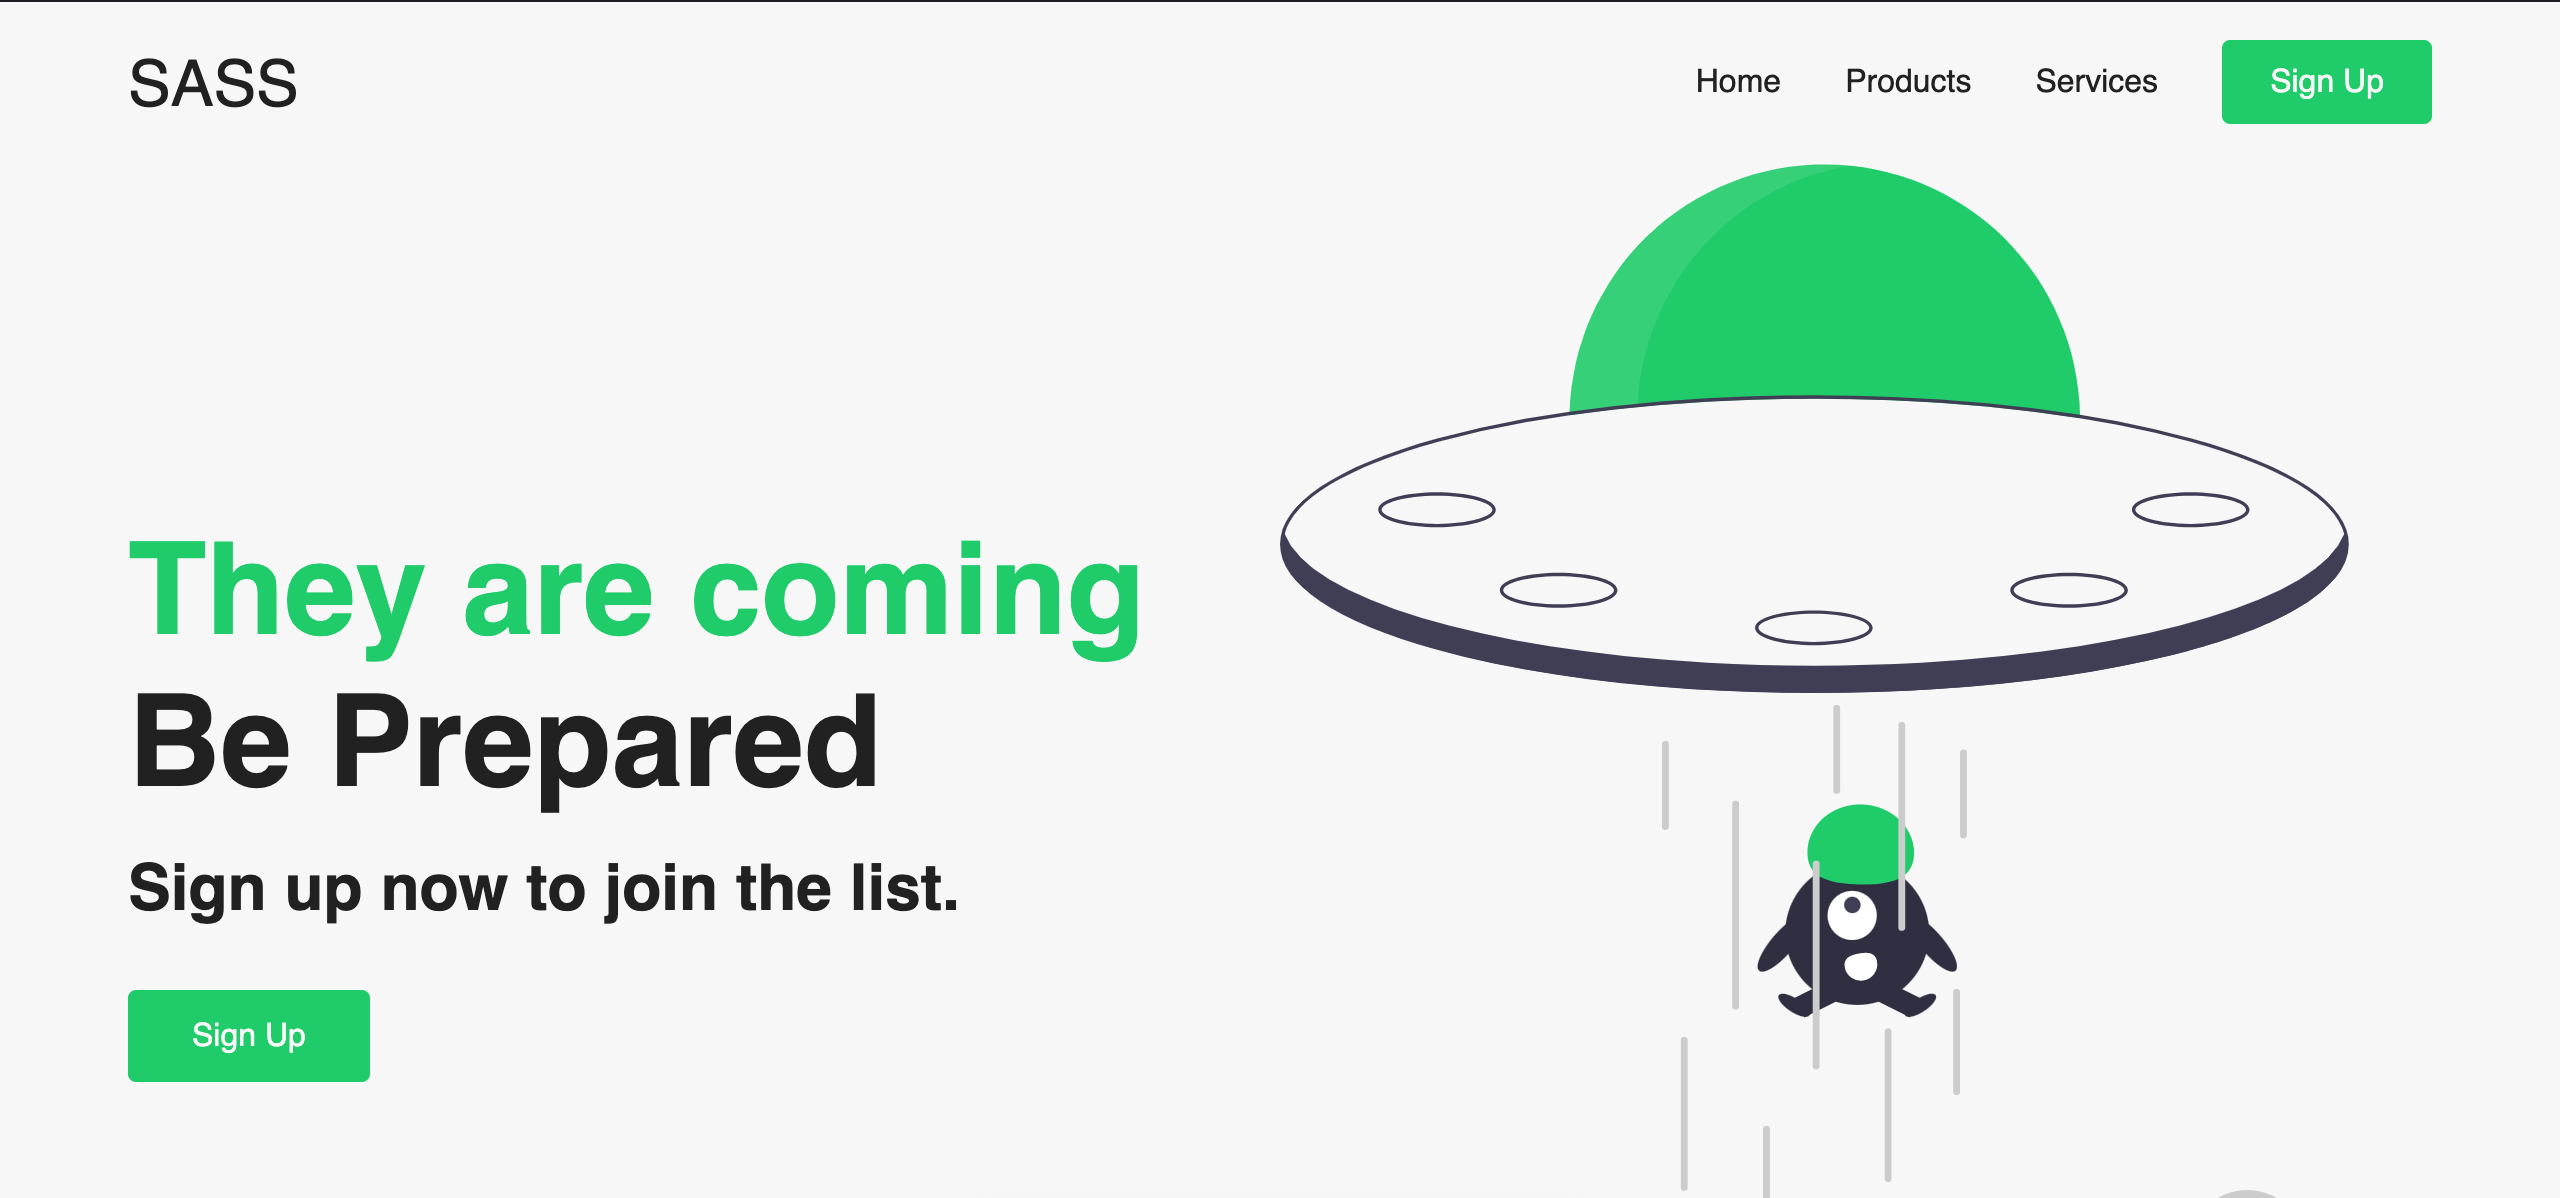 SASS
Home Products Services Sign Up
They are coming
Be Prepared
Sign up now to join the list.
Sign Up